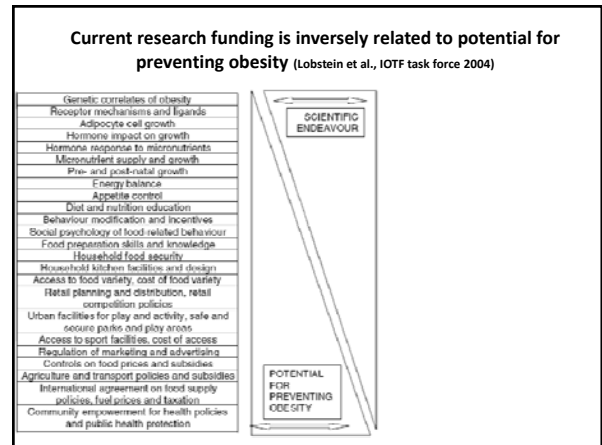 Current research funding is inversely related to potential for
preventing obesity (Lobstein et al., IOTF task force 2004)
Genetic correlates of obesity
Receptor mechanisms and ligands
Adipocyte cell growth
Hormone impact on growth
Hormone response to micronutrients
Micronutrient supply and growth
Pre- and post-natal growth
Energy balance
Appetite control
Diet and nutrition education
Behaviour modification and incentives
Social psychology of food-related behaviour
Food preparation skills and knowledge
Household food security
Household kitchen facilities and design
Access to food variety, cost of food variety
Retail planning and distribution, retail
competition policies
Urban facilities for play and activity, safe and
secure parks and play areas
Access to sport facilities, cost of access
Regulation of marketing and advertising
Controls on food prices and subsidies
Agriculture and transport policies and subsidies
International agreement on food supply
policies, fuel prices and taxation
Community empowerment for health policies
and public health protection
SCIENTIFIC
ENDEAVOUR
POTENTIAL
FOR
PREVENTING
OBESITY